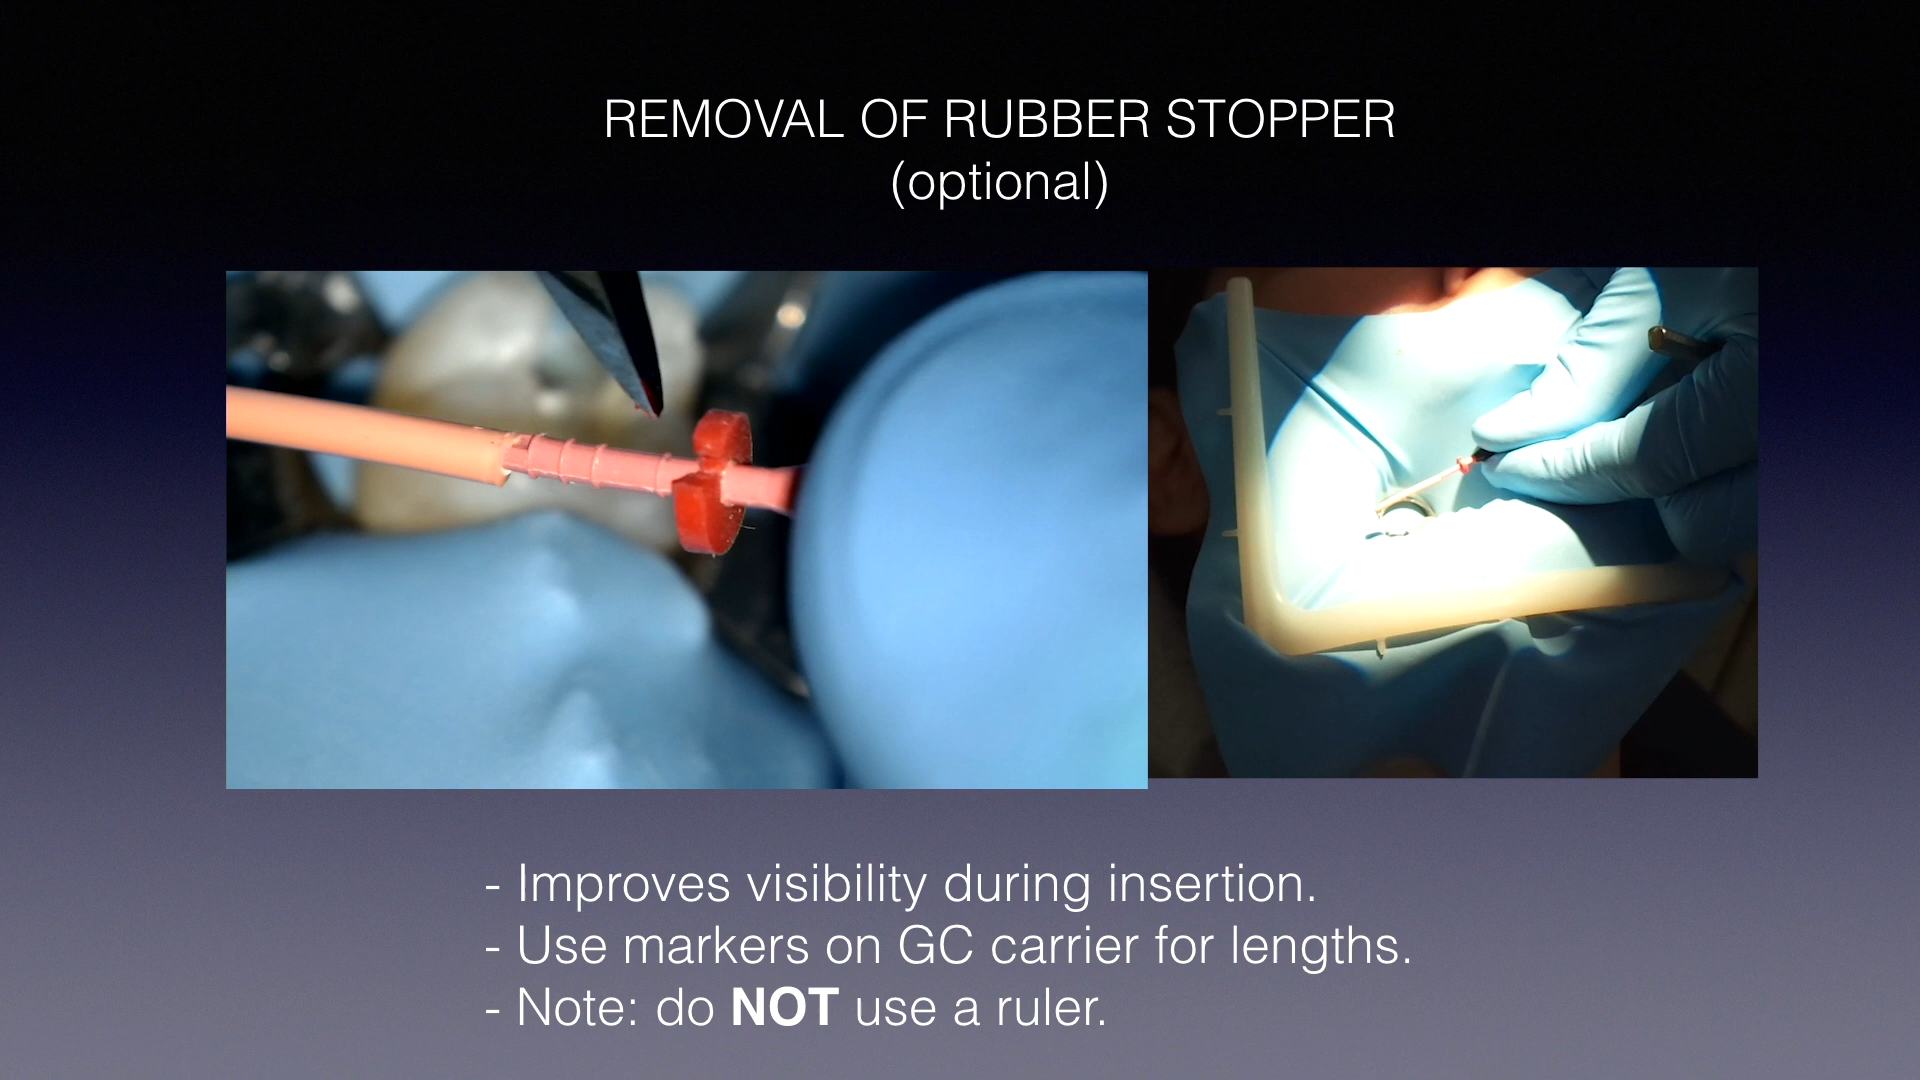 REMOVAL OF RUBBER STOPPER
(optional)
- Improves visibility during insertion.
- Use markers on GC carrier for lengths.
- Note: do NOT use a ruler.